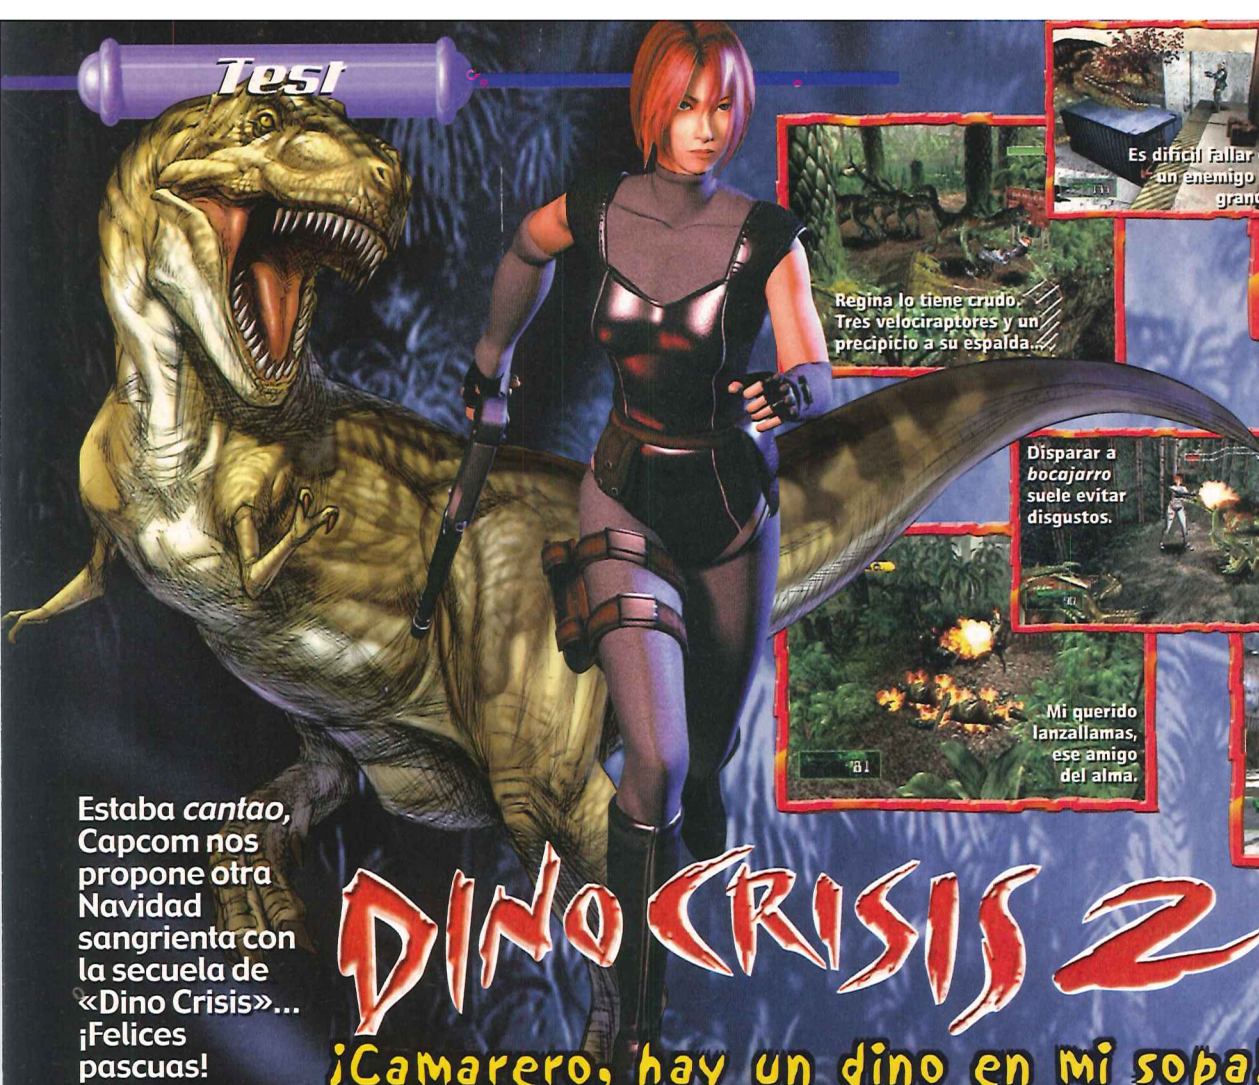 Test
Es dificil fallar
un enemigo
Regina lo tiene crudo.
Tres velociraptores y un
precipicio a su espalda...
Disparar a
bocajarro
suele evitar
disgustos.
Mi querido
lanzallamas,
ese amigo
del alma.
'81
Estaba cantao,
Capcom nos
propone otra
Navidad
sangrienta con
la secuela de
«Dino Crisis»...
¡Felices
pascuas!
DINO CRISIS 2
¡Camarero, hay un dino en mi sopa